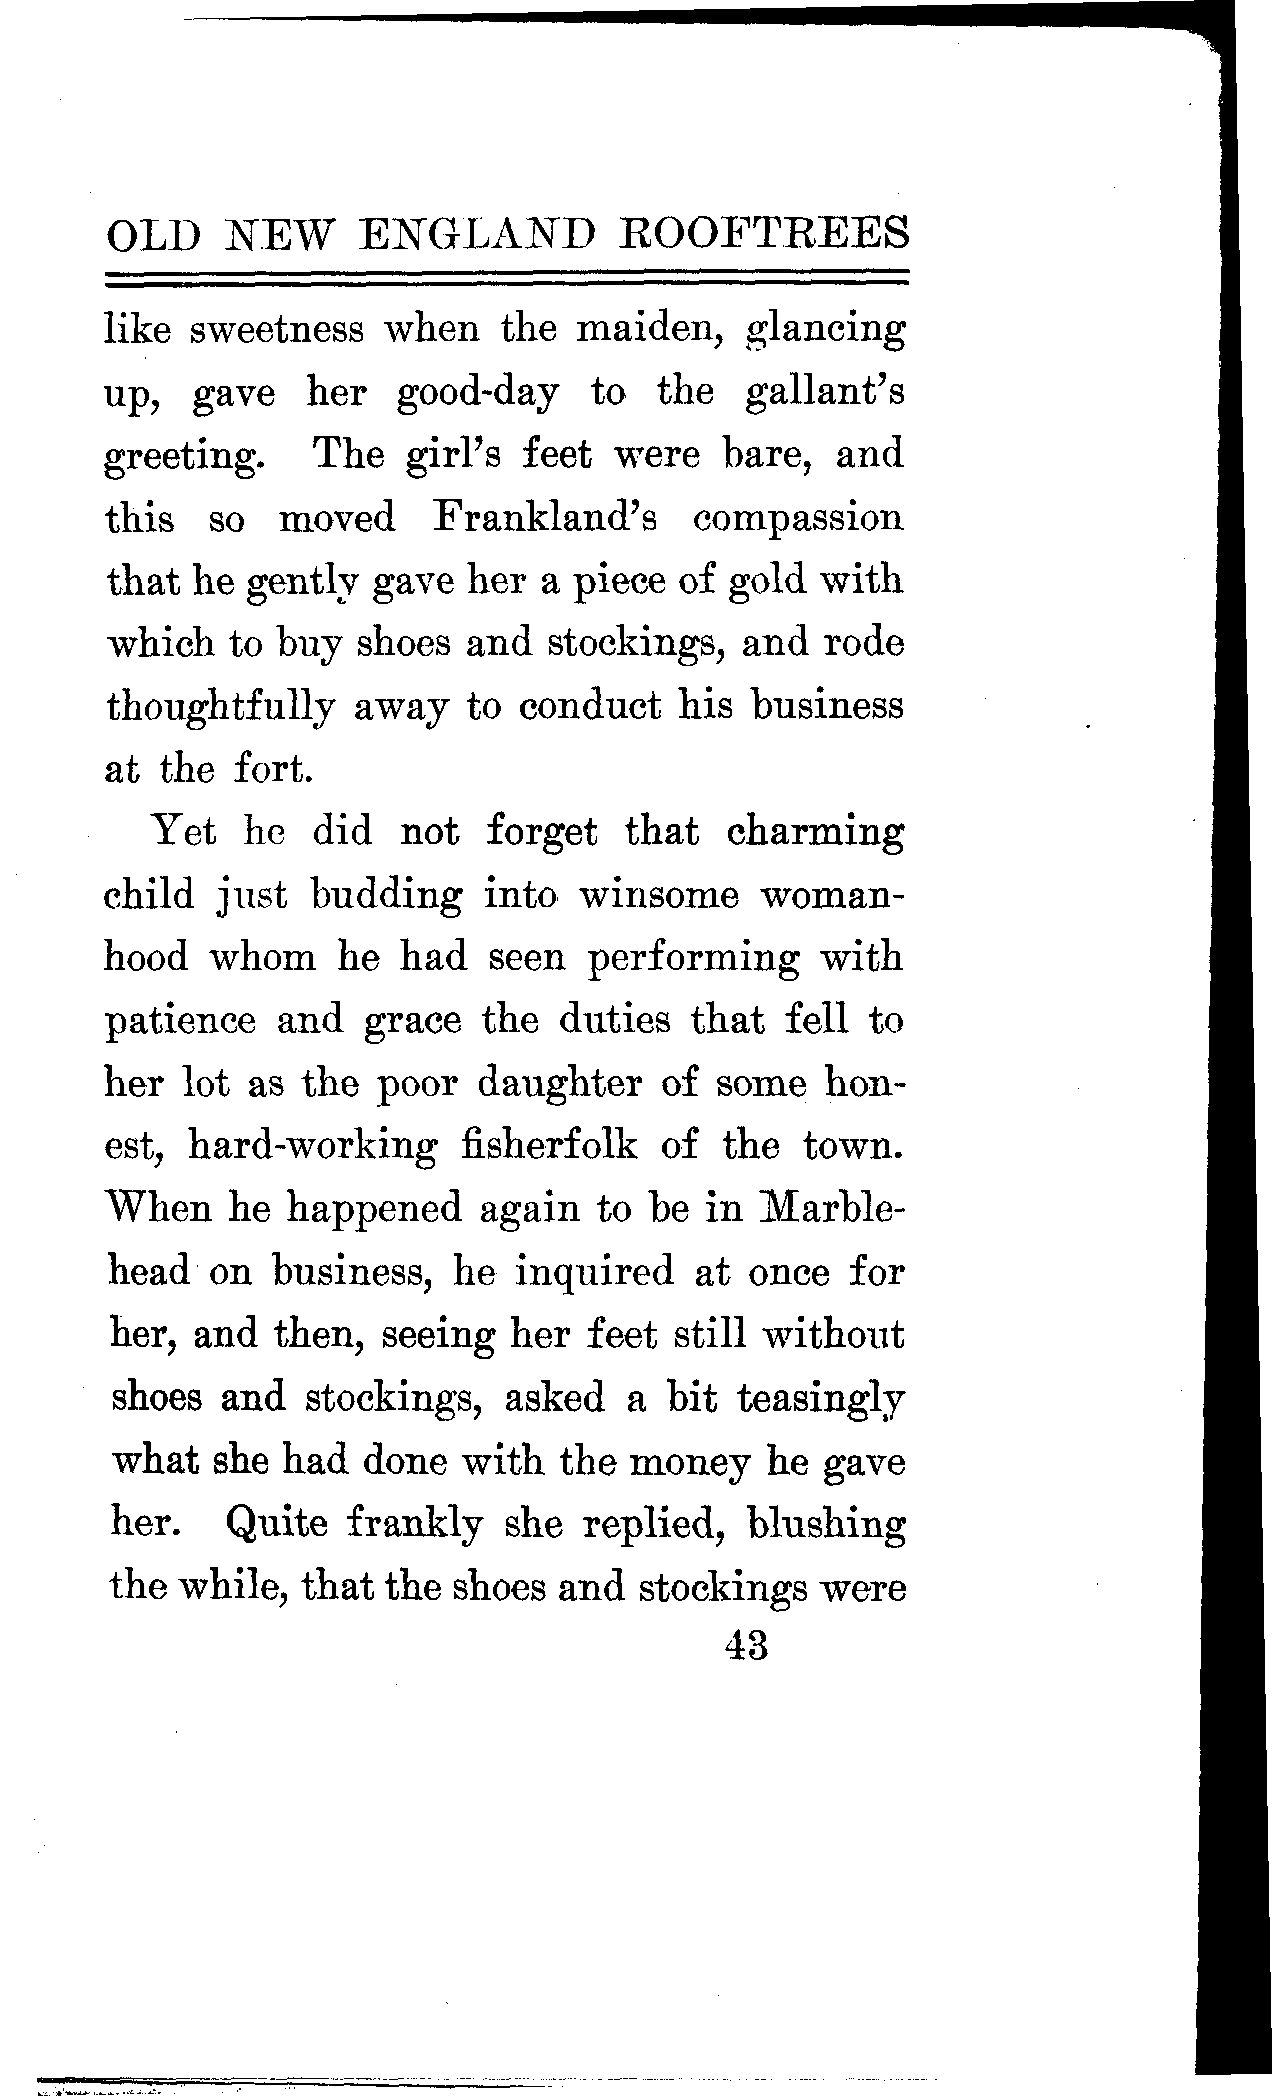 OLD NEW ENGLAND ROOFTREES
like sweetness when the maiden, glancing
up, gave her good-day to the gallant's
greeting. The girl's feet were bare, and
this so moved Frankland's compassion
that he gently gave her a piece of gold with
which to buy shoes and stockings, and rode
thoughtfully away to conduct his business
at the fort.
Yet he did not forget that charming
child just budding into winsome woman-
hood whom he had seen performing with
patience and grace the duties that fell to
her lot as the poor daughter of some hon-
est, hard-working fisherfolk of the town.
When he happened again to be in Marble-
head on business, he inquired at once for
her, and then, seeing her feet still without
shoes and stockings, asked a bit teasingly
what she had done with the money he gave
her. Quite frankly she replied, blushing
the while, that the shoes and stockings were
43